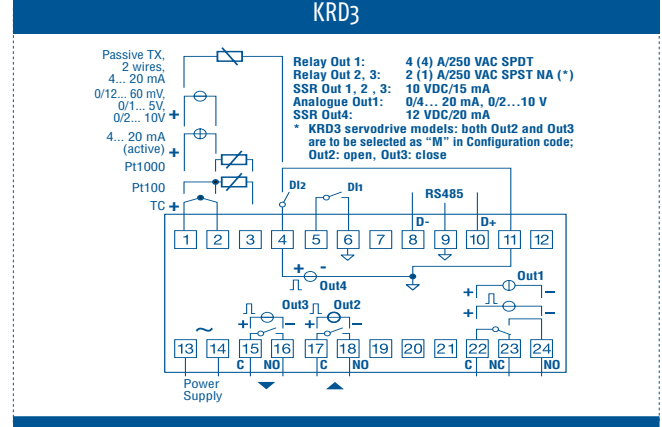 KRD3
Passive TX,
2 wires,
4... 20 mA
0/12... 60 mV,
0/1... 5V,
0/2... 10V +
4... 20 mA
(active) +
Pt1000
Pt100
TC +
Relay Out 1: 4 (4) A/250 VAC SPDT
Relay Out 2, 3: 2 (1) A/250 VAC SPST NA (*)
SSR Out 1, 2 , 3: 10 VDC/15 mA
Analogue Out1: 0/4... 20 mA, 0/2...10 V
SSR Out4: 12 VDC/20 mA
* KRD3 servodrive models: both Out2 and Out3
are to be selected as “M” in Configuration code;
Out2: open, Out3: close
DI2 DI1 RS485
D- D+
1 2 3 4 5 6 7 8 9 10 11 12
+ -
Out4
Out1
+ –
+ –
Out3 Out2
+ – + –
~
13 14 15 16 17 18 19 20 21 22 23 24
C NO C NO C NC NO
Power
Supply